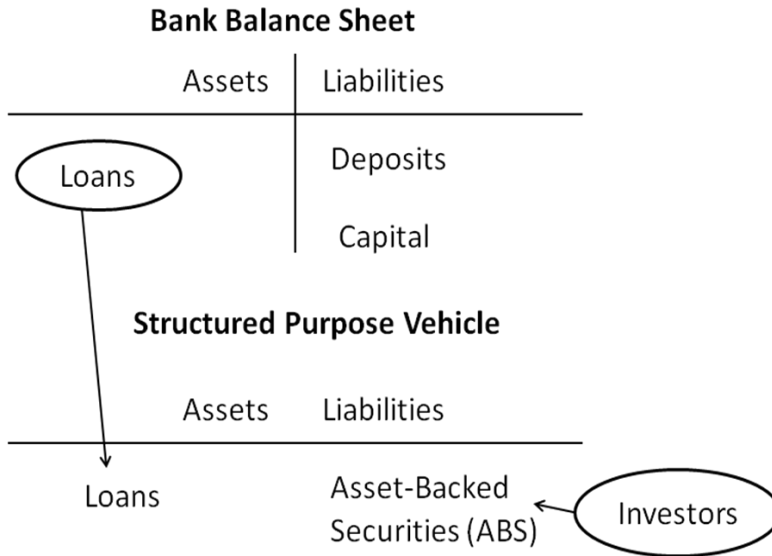 Bank Balance Sheet
Assets Liabilities
Loans
Deposits
Capital
Structured Purpose Vehicle
Assets Liabilities
Loans
Asset-Backed
Securities (ABS)
Investors